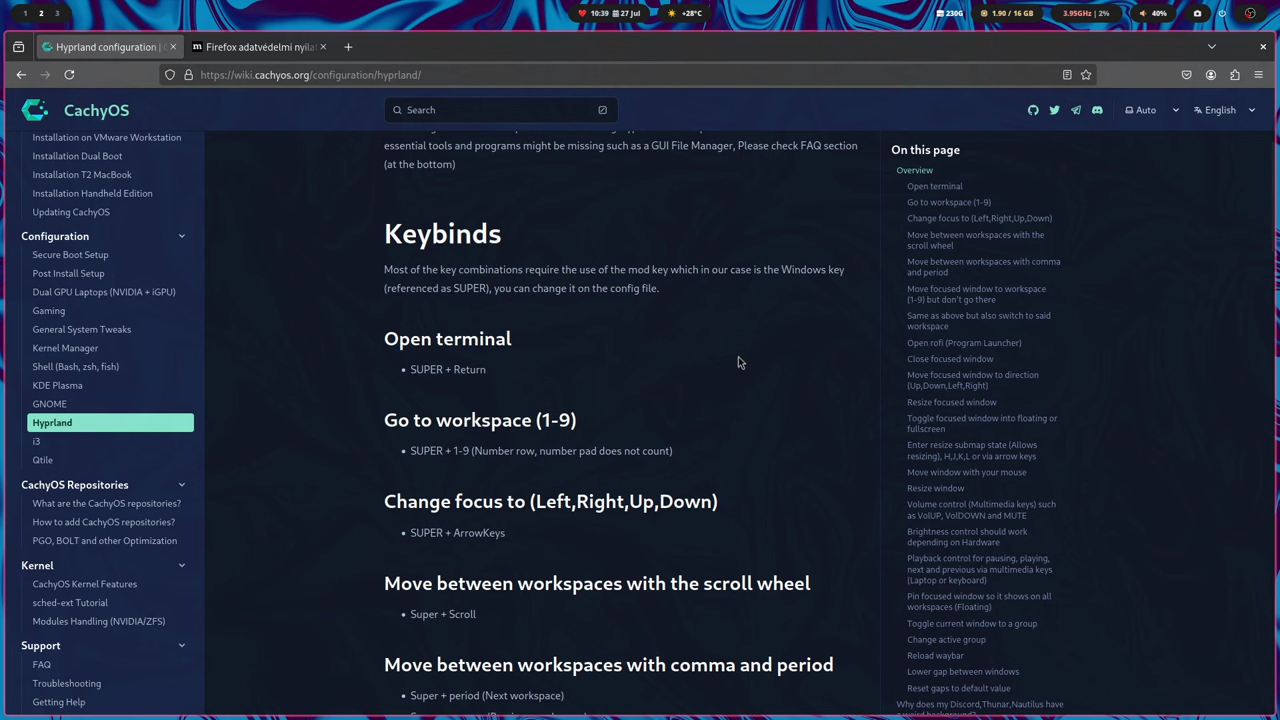 1 2 3
10:39 27 Jul
+28°C
230G
1.90 / 16 GB
3.95GHz | 2%
40%
Hyprland configuration | C
Firefox adatvédelmi nyilat
https://wiki.cachyos.org/configuration/hyprland/
CachyOS
Search
Auto
English
Installation on VMware Workstation
Installation Dual Boot
Installation T2 MacBook
Installation Handheld Edition
Updating CachyOS
Configuration
Secure Boot Setup
Post Install Setup
Dual GPU Laptops (NVIDIA + iGPU)
Gaming
General System Tweaks
Kernel Manager
Shell (Bash, zsh, fish)
KDE Plasma
GNOME
Hyprland
i3
Qtile
CachyOS Repositories
What are the CachyOS repositories?
How to add CachyOS repositories?
PGO, BOLT and other Optimization
Kernel
CachyOS Kernel Features
sched-ext Tutorial
Modules Handling (NVIDIA/ZFS)
Support
FAQ
Troubleshooting
Getting Help
essential tools and programs might be missing such as a GUI File Manager, Please check FAQ section
(at the bottom)
Keybinds
Most of the key combinations require the use of the mod key which in our case is the Windows key
(referenced as SUPER), you can change it on the config file.
Open terminal
SUPER + Return
Go to workspace (1-9)
SUPER + 1-9 (Number row, number pad does not count)
Change focus to (Left,Right,Up,Down)
SUPER + ArrowKeys
Move between workspaces with the scroll wheel
Super + Scroll
Move between workspaces with comma and period
Super + period (Next workspace)
On this page
Overview
Open terminal
Go to workspace (1-9)
Change focus to (Left,Right,Up,Down)
Move between workspaces with the
scroll wheel
Move between workspaces with comma
and period
Move focused window to workspace
(1-9) but don't go there
Same as above but also switch to said
workspace
Open rofi (Program Launcher)
Close focused window
Move focused window to direction
(Up,Down,Left,Right)
Resize focused window
Toggle focused window into floating or
fullscreen
Enter resize submap state (Allows
resizing), H,J,K,L or via arrow keys
Move window with your mouse
Resize window
Volume control (Multimedia keys) such
as VolUP, VolDOWN and MUTE
Brightness control should work
depending on Hardware
Playback control for pausing, playing,
next and previous via multimedia keys
(Laptop or keyboard)
Pin focused window so it shows on all
workspaces (Floating)
Toggle current window to a group
Change active group
Reload waybar
Lower gap between windows
Reset gaps to default value
Why does my Discord,Thunar,Nautilus have